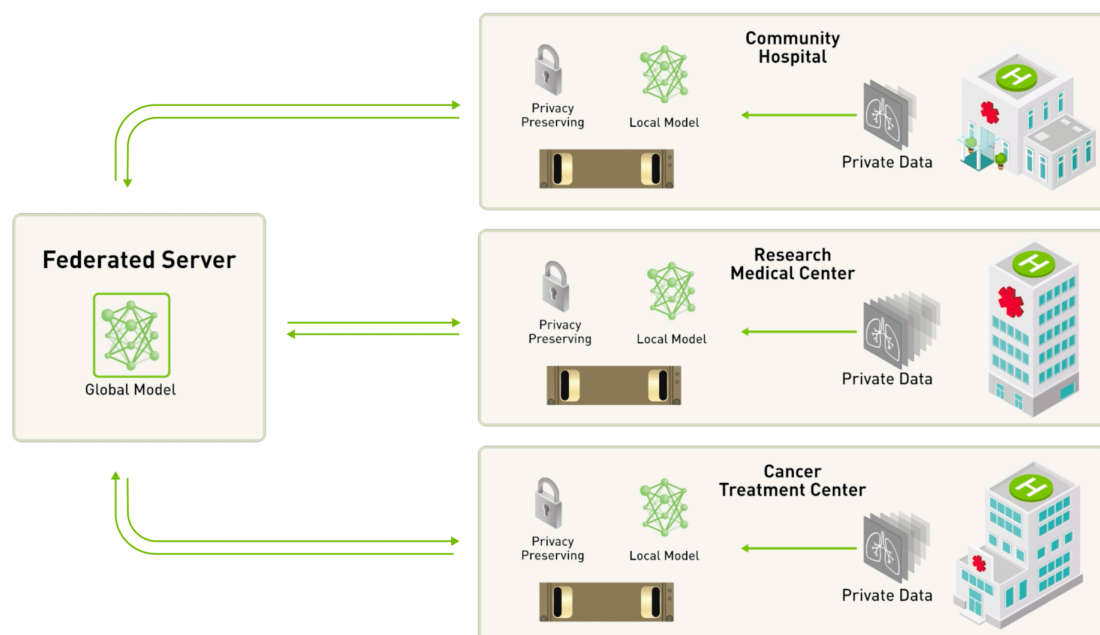 Community
Hospital
Privacy
Preserving
Local Model
Private Data
H
Federated Server
Global Model
Research
Medical Center
Privacy
Preserving
Local Model
Private Data
H
Cancer
Treatment Center
Privacy
Preserving
Local Model
Private Data
H